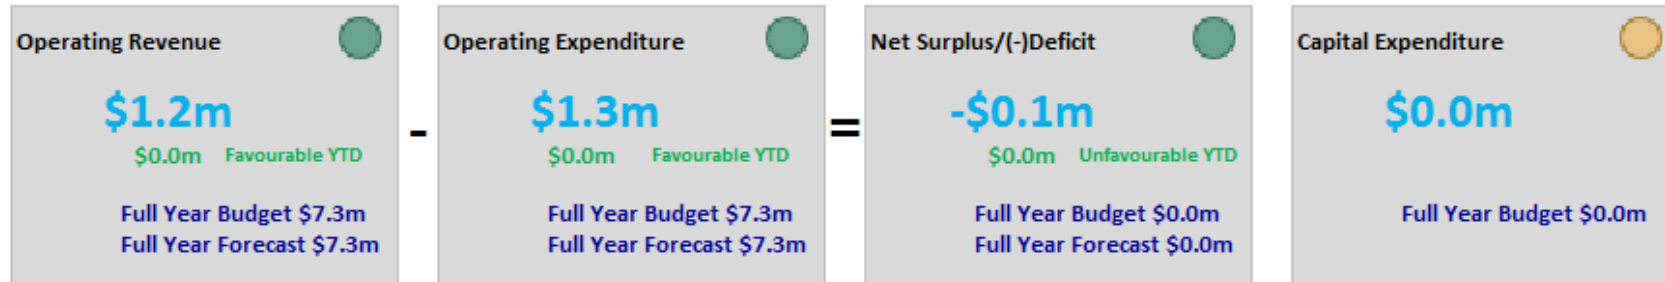 Operating Revenue
$1.2m
$0.0m Favourable YTD
Full Year Budget $7.3m
Full Year Forecast $7.3m
-
Operating Expenditure
$1.3m
$0.0m Favourable YTD
Full Year Budget $7.3m
Full Year Forecast $7.3m
=
Net Surplus/(-)Deficit
-$0.1m
$0.0m Unfavourable YTD
Full Year Budget $0.0m
Full Year Forecast $0.0m
Capital Expenditure
$0.0m
Full Year Budget $0.0m